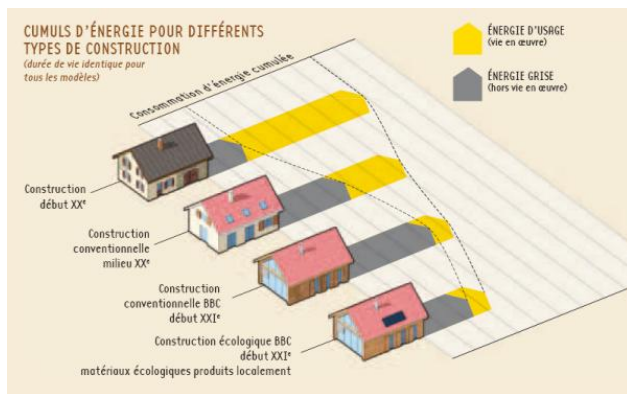 CUMULS D'ÉNERGIE POUR DIFFÉRENTS
TYPES DE CONSTRUCTION
(durée de vie identique pour
tous les modèles)
ÉNERGIE D'USAGE
(vie en œuvre)
ÉNERGIE GRISE
(hors vie en œuvre)
Consommation d'énergie cumulée
Construction
début XXᵉ
Construction
conventionnelle
milieu XXᵉ
Construction
conventionnelle BBC
début XXIᵉ
Construction écologique BBC
début XXIᵉ
matériaux écologiques produits localement